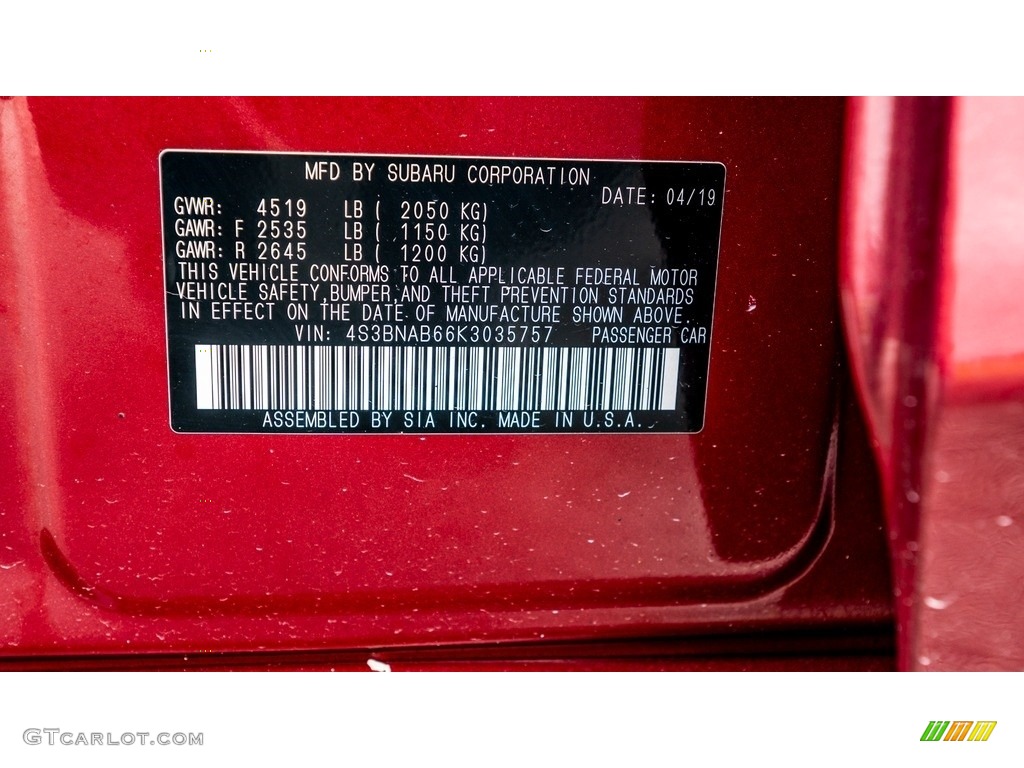 MFD BY SUBARU CORPORATION
DATE: 04/19
GVWR: 4519 LB ( 2050 KG)
GAWR: F 2535 LB ( 1150 KG)
GAWR: R 2645 LB ( 1200 KG)
THIS VEHICLE CONFORMS TO ALL APPLICABLE FEDERAL MOTOR
VEHICLE SAFETY,BUMPER,AND THEFT PREVENTION STANDARDS
IN EFFECT ON THE DATE OF MANUFACTURE SHOWN ABOVE.
VIN: 4S3BNAB66K3035757 PASSENGER CAR
ASSEMBLED BY SIA INC. MADE IN U.S.A.
GTCARLOT.COM